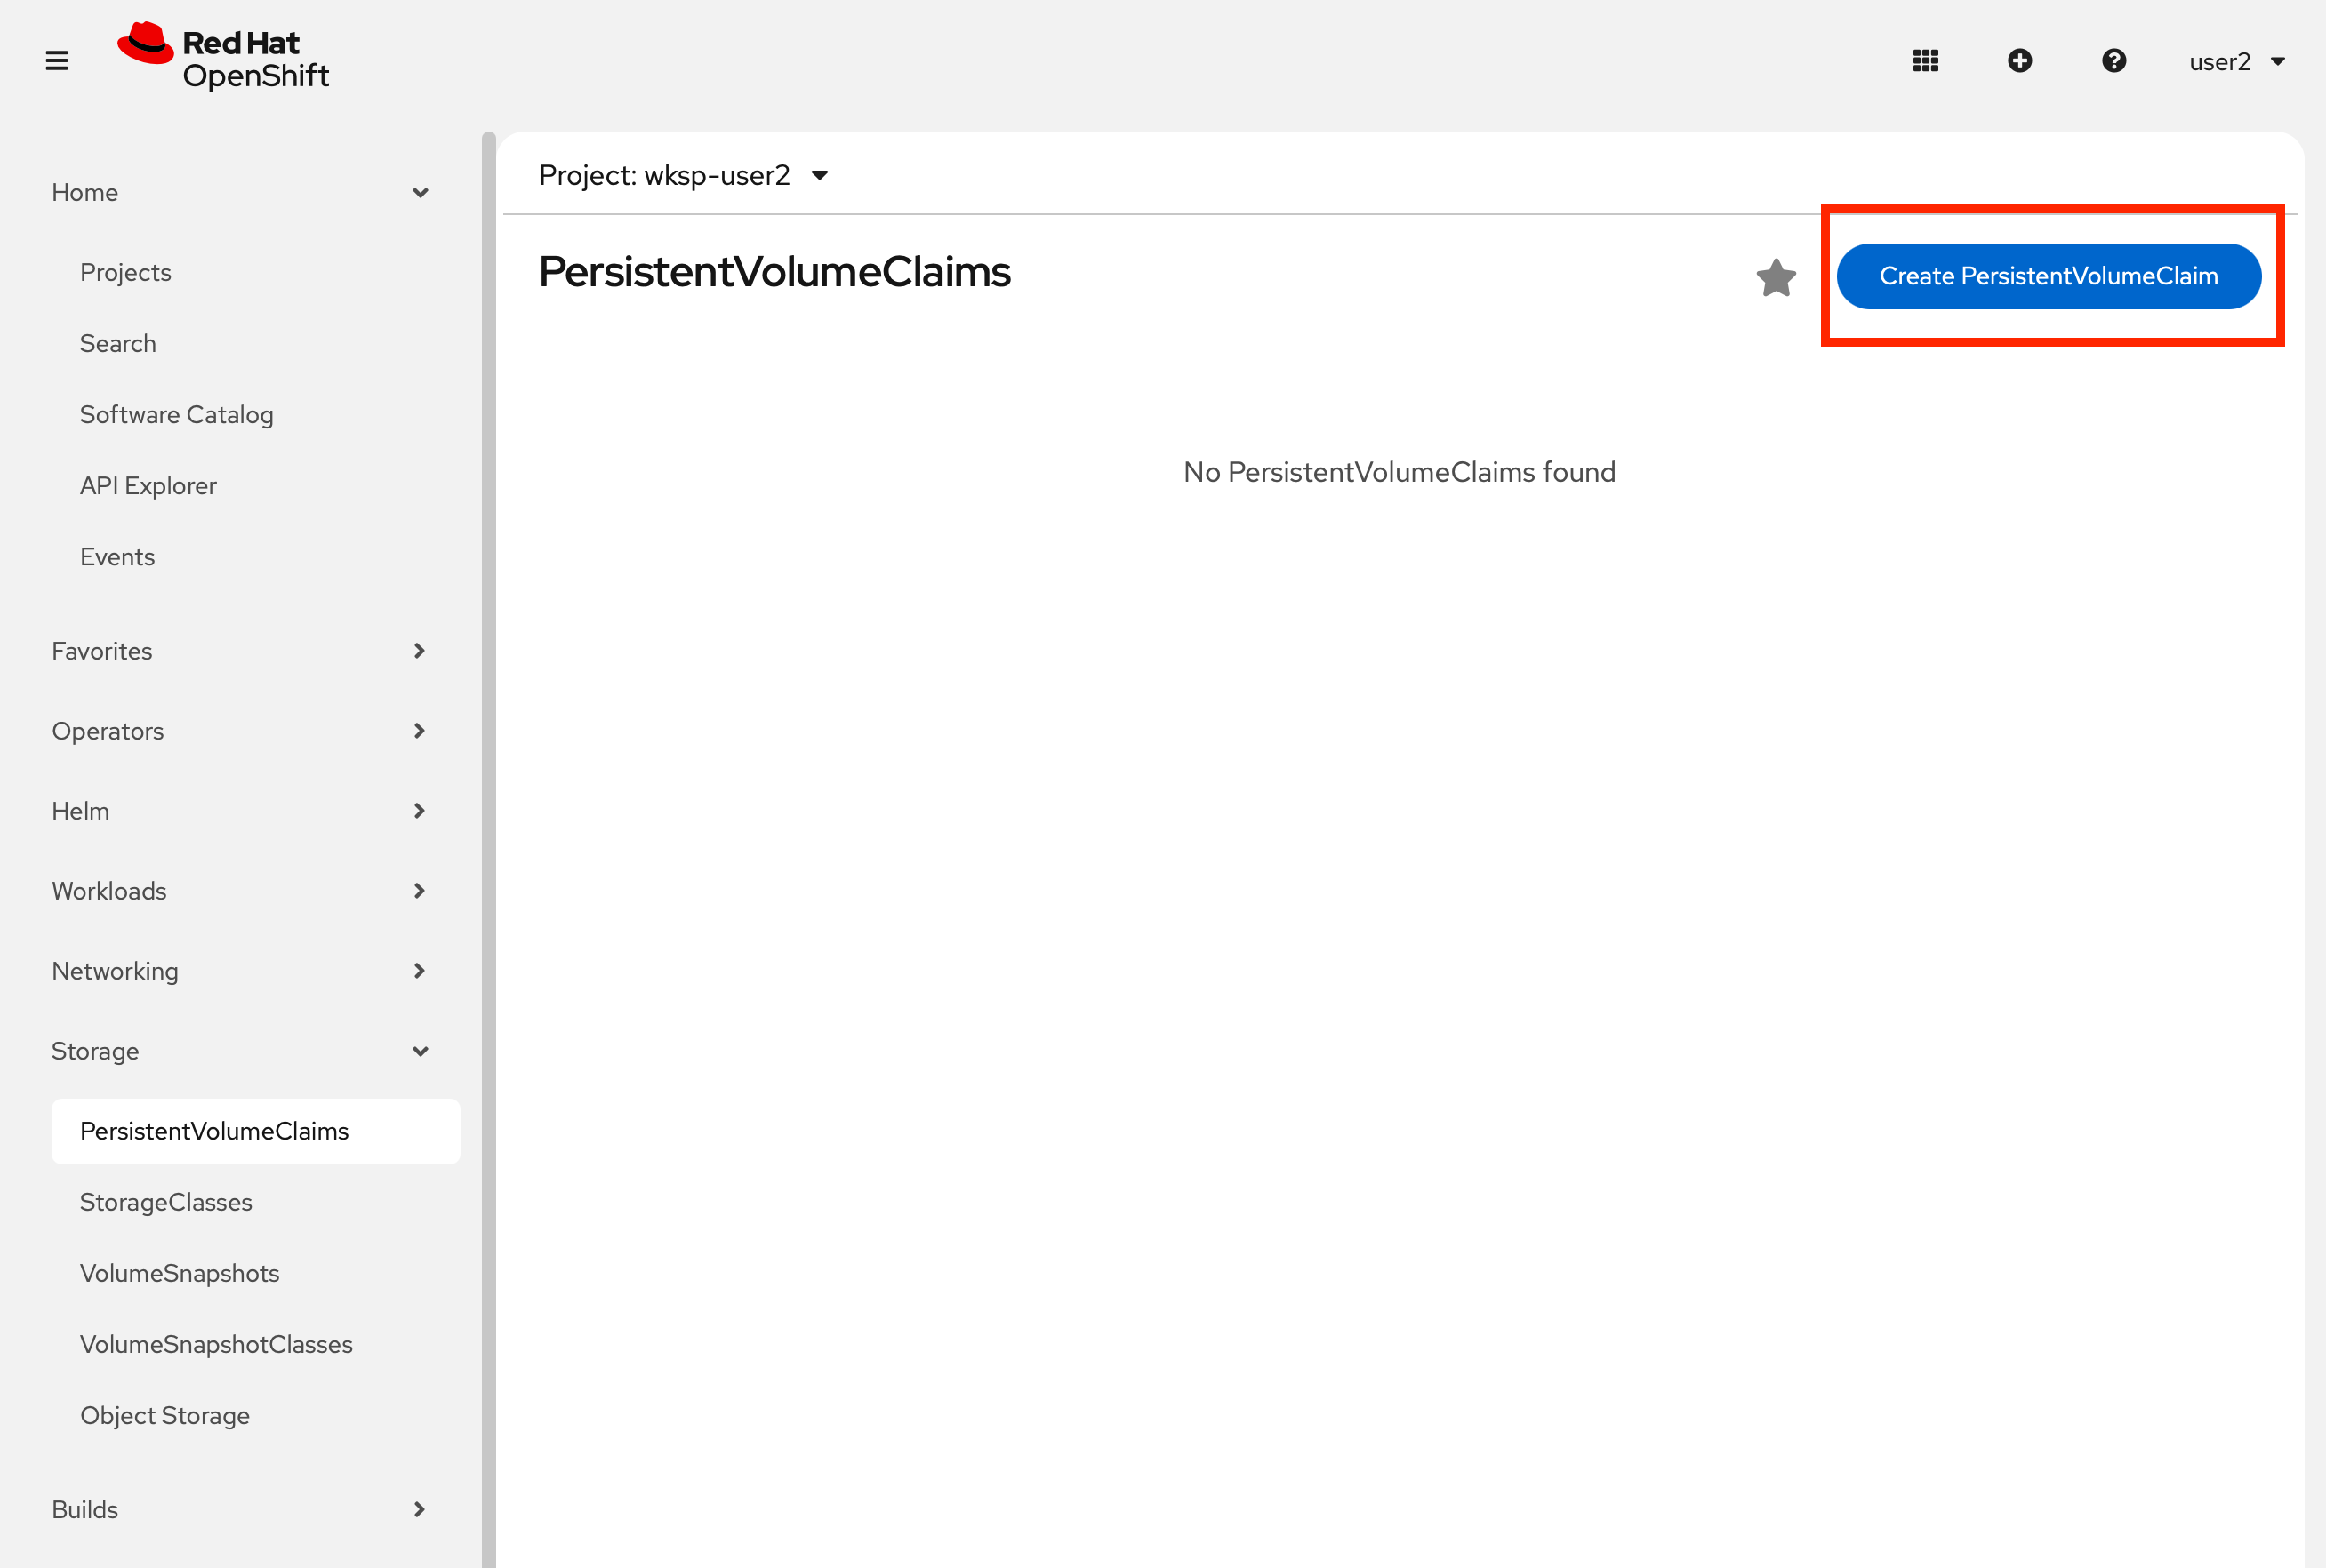 Red Hat
OpenShift
user2
Home
Projects
Search
Software Catalog
API Explorer
Events
Favorites
Operators
Helm
Workloads
Networking
Storage
PersistentVolumeClaims
StorageClasses
VolumeSnapshots
VolumeSnapshotClasses
Object Storage
Builds
Project: wksp-user2
PersistentVolumeClaims
Create PersistentVolumeClaim
No PersistentVolumeClaims found